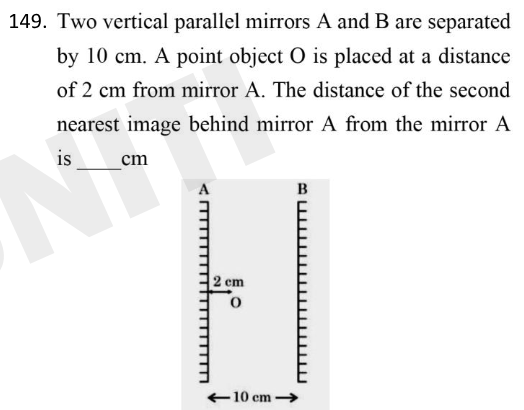 149. Two vertical parallel mirrors A and B are separated
by 10 cm. A point object O is placed at a distance
of 2 cm from mirror A. The distance of the second
nearest image behind mirror A from the mirror A
is ____cm
A B
2 cm
O
10 cm